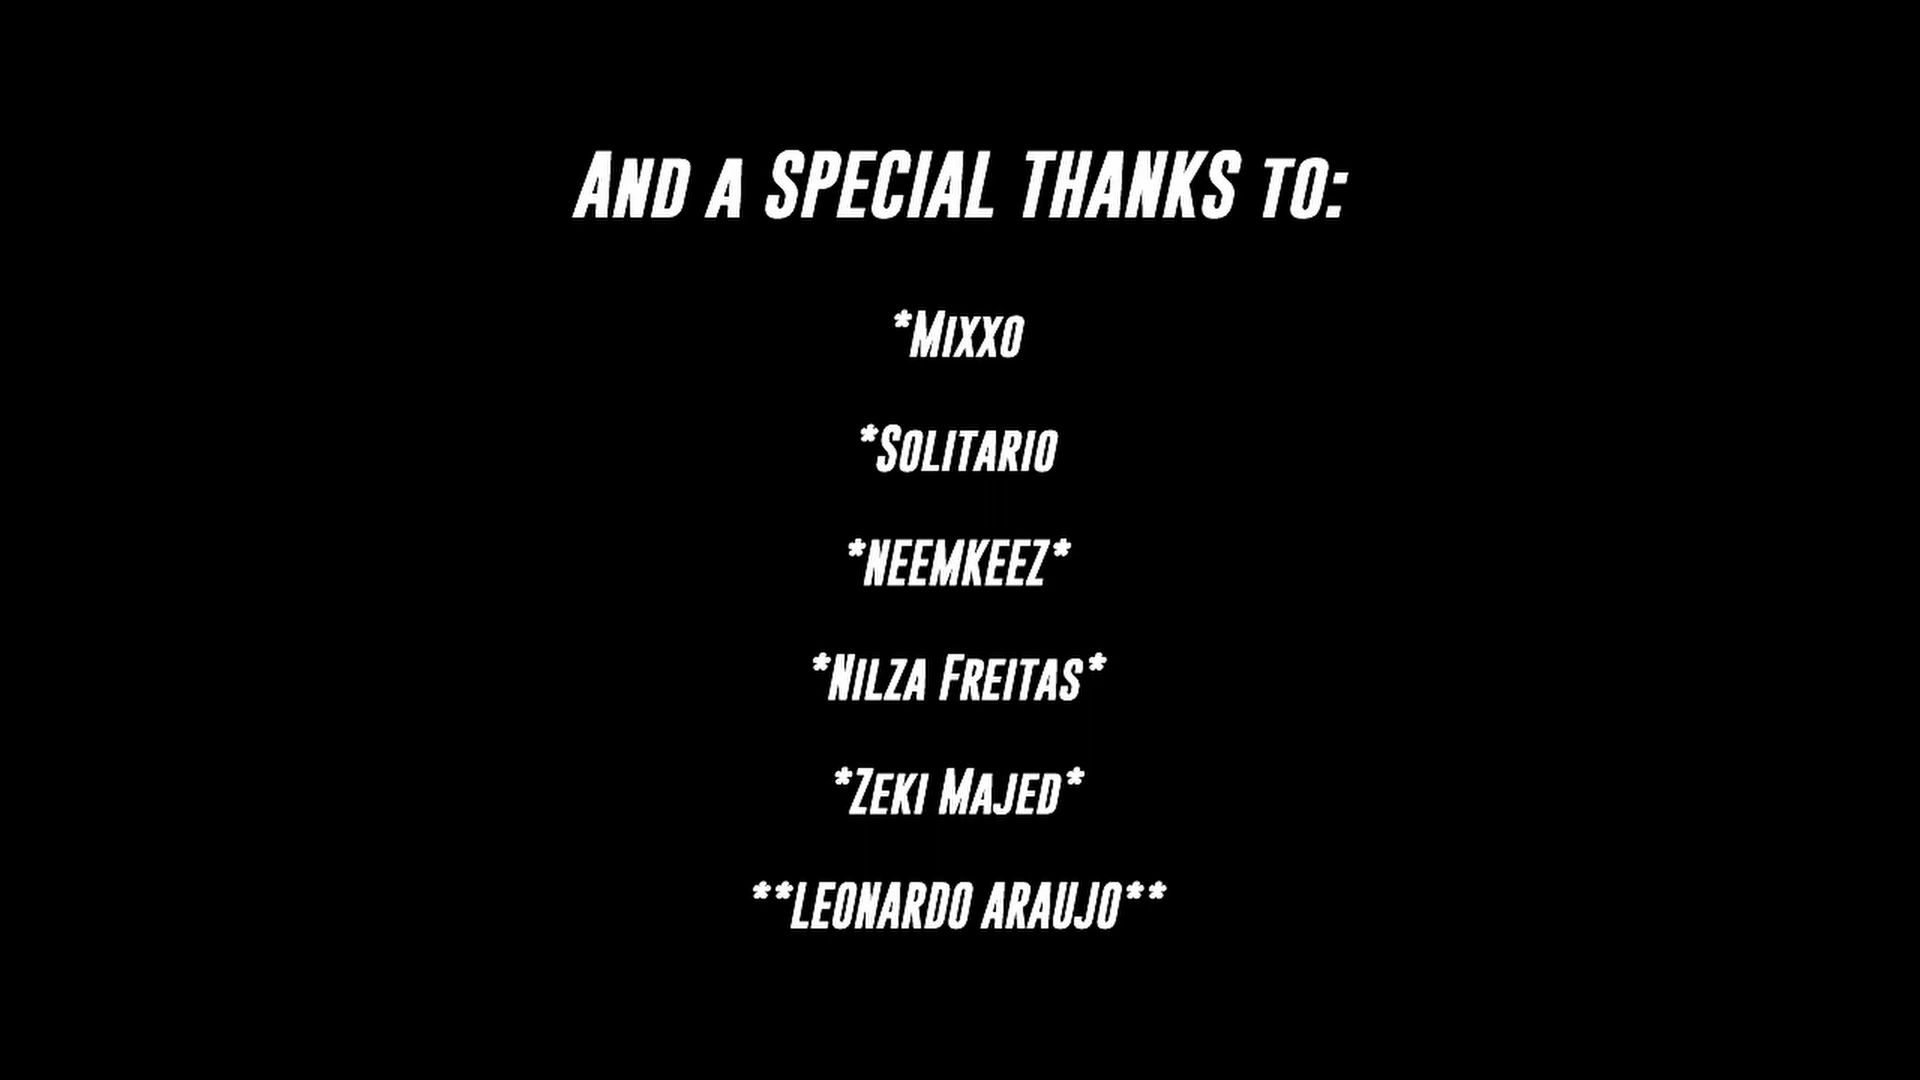 And a SPECIAL THANKS to:
*Mixxo
*Solitario
*NEEMKEEZ*
*Nilza Freitas*
*Zeki Majed*
**LEONARDO ARAUJO**